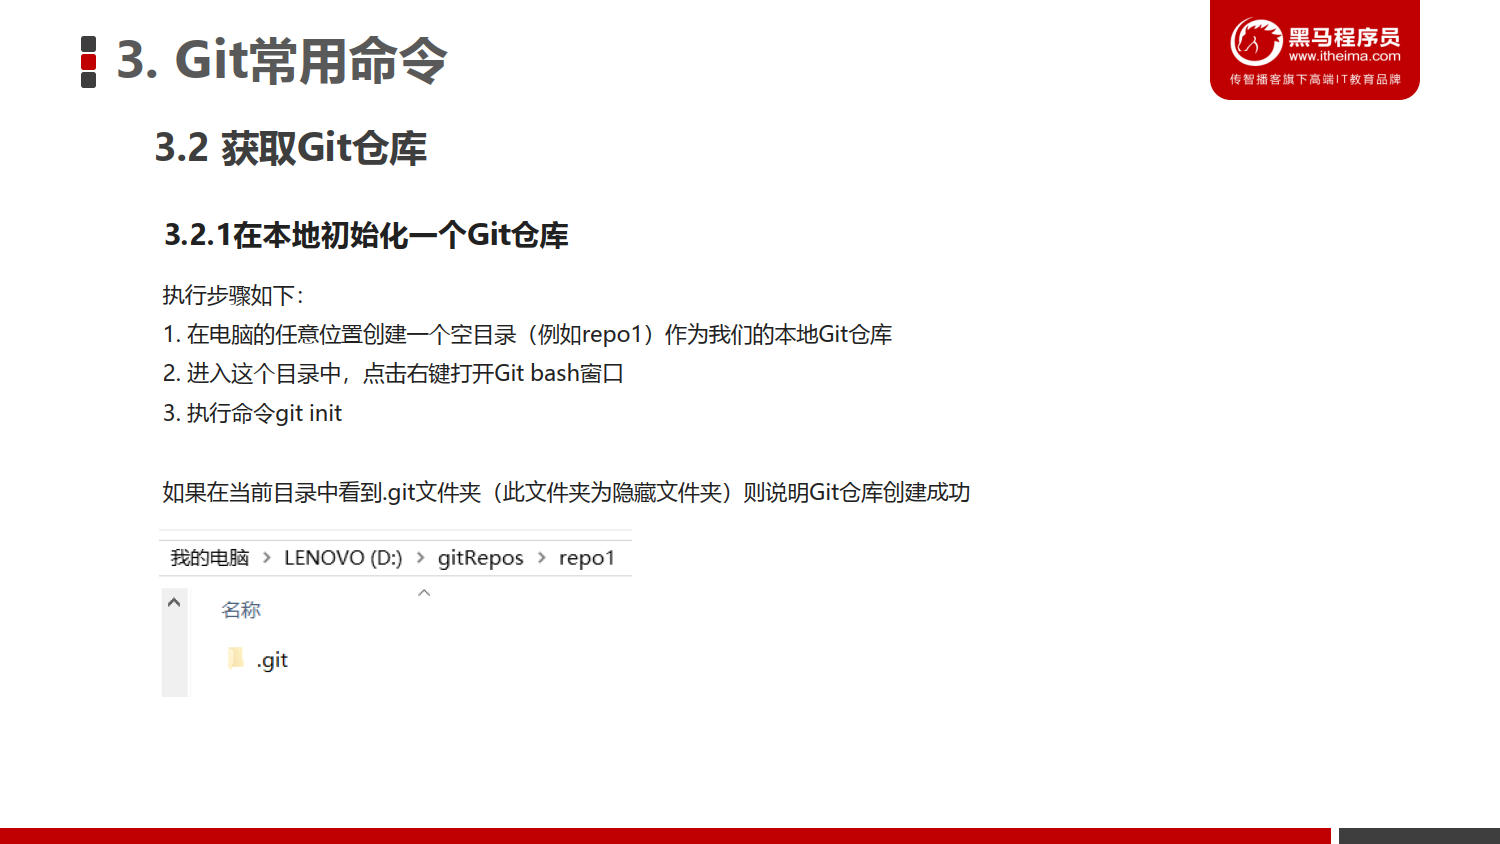 3. Git常用命令
黑马程序员
www.itheima.com
传智播客旗下高端IT教育品牌
3.2 获取Git仓库
3.2.1在本地初始化一个Git仓库
执行步骤如下：
1. 在电脑的任意位置创建一个空目录（例如repo1）作为我们的本地Git仓库
2. 进入这个目录中，点击右键打开Git bash窗口
3. 执行命令git init
如果在当前目录中看到.git文件夹（此文件夹为隐藏文件夹）则说明Git仓库创建成功
我的电脑 > LENOVO (D:) > gitRepos > repo1
名称
.git